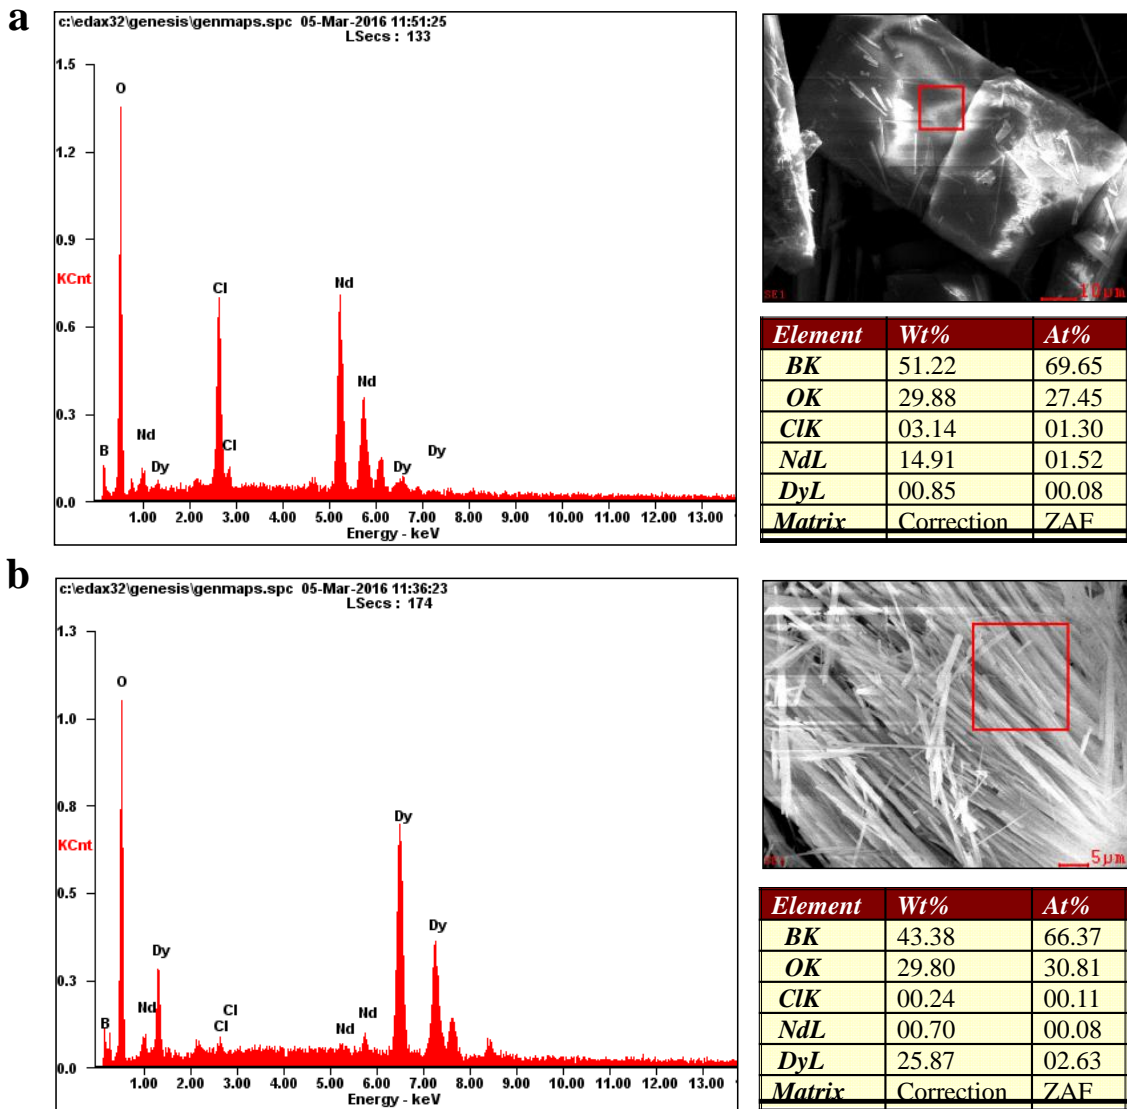 a
c:\edax32\genesis\genmaps.spc 05-Mar-2016 11:51:25
LSecs : 133
1.5
1.2
0.9
KCnt
0.6
0.3
0.0
O
Cl
Nd
Nd
B
Nd
Dy
Cl
Dy
Dy
1.00 2.00 3.00 4.00 5.00 6.00 7.00 8.00 9.00 10.00 11.00 12.00 13.00
Energy - keV
SE1
10µm
Element Wt% At%
BK 51.22 69.65
OK 29.88 27.45
ClK 03.14 01.30
NdL 14.91 01.52
DyL 00.85 00.08
Matrix Correction ZAF
b
c:\edax32\genesis\genmaps.spc 05-Mar-2016 11:36:23
LSecs : 174
1.3
1.0
0.8
KCnt
0.5
0.3
0.0
O
Dy
Dy
Dy
B
Nd
Cl
Cl
Nd
Nd
1.00 2.00 3.00 4.00 5.00 6.00 7.00 8.00 9.00 10.00 11.00 12.00 13.00
Energy - keV
SE1
5µm
Element Wt% At%
BK 43.38 66.37
OK 29.80 30.81
ClK 00.24 00.11
NdL 00.70 00.08
DyL 25.87 02.63
Matrix Correction ZAF